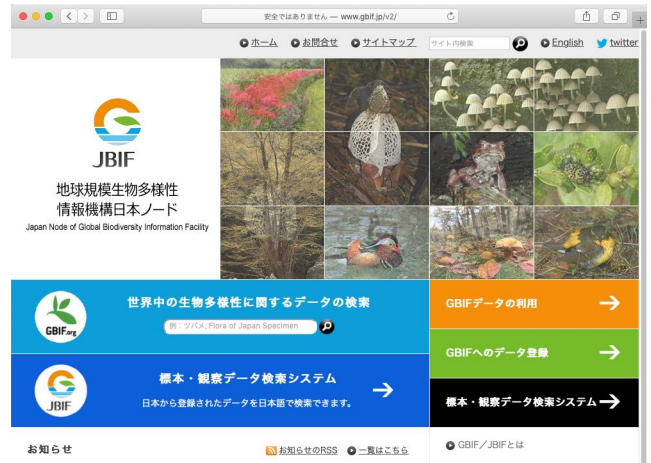 安全ではありません — www.gbif.jp/v2/
ホーム お問合せ サイトマップ サイト内検索 English twitter
JBIF
地球規模生物多様性
情報機構日本ノード
Japan Node of Global Biodiversity Information Facility
GBIF.org
世界中の生物多様性に関するデータの検索
例：ツバメ, Flora of Japan Specimen
GBIFデータの利用
GBIFへのデータ登録
JBIF
標本・観察データ検索システム
日本から登録されたデータを日本語で検索できます。
標本・観察データ検索システム
お知らせ お知らせのRSS 一覧はこちら
GBIF／JBIFとは